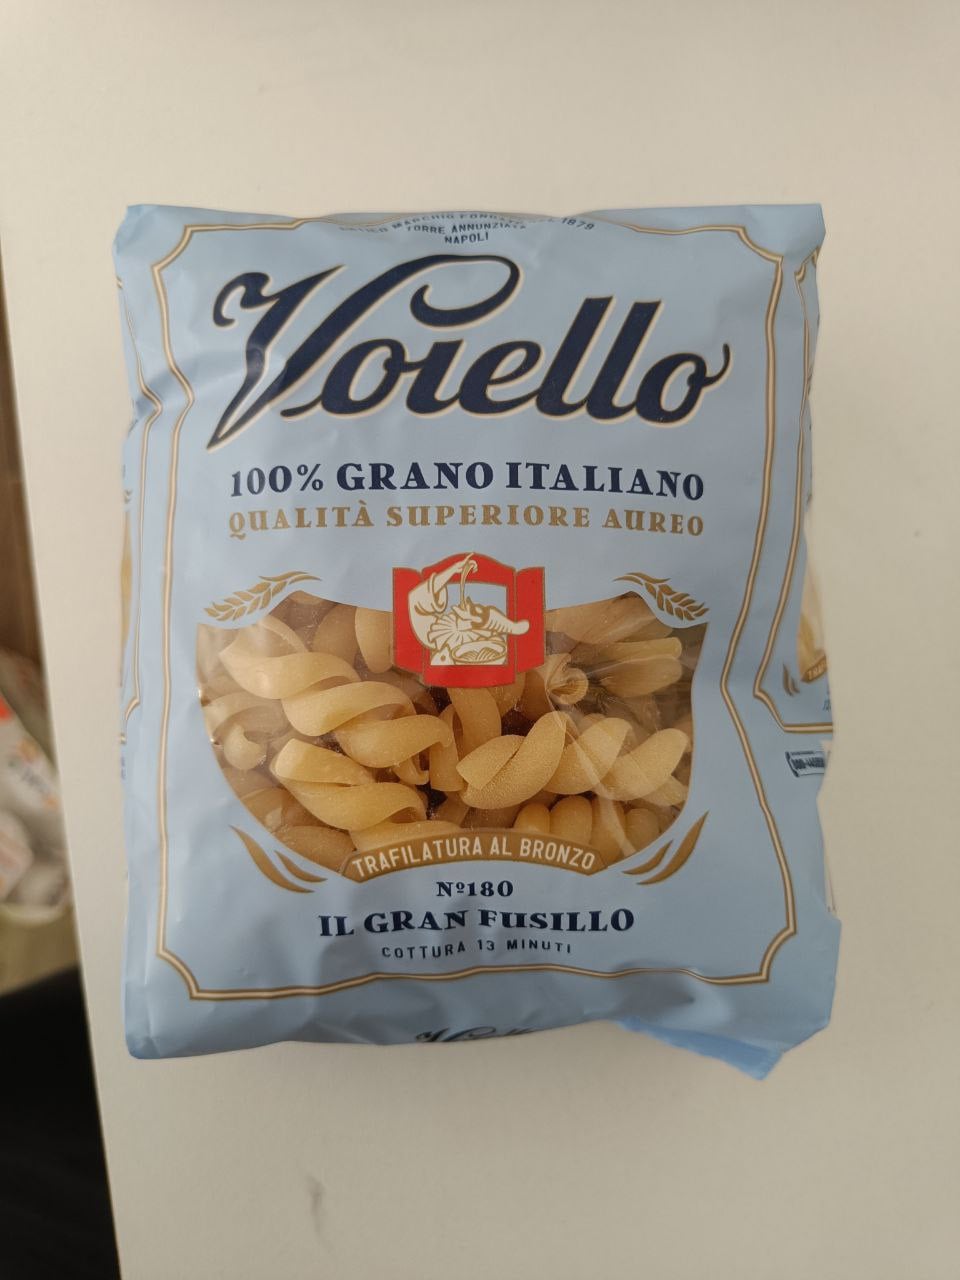 ANTICO MARCHIO FONDATO NEL 1879
TORRE ANNUNZIATA
NAPOLI
Voiello
100% GRANO ITALIANO
QUALITÀ SUPERIORE AUREO
TRAFILATURA AL BRONZO
Nº180
IL GRAN FUSILLO
COTTURA 13 MINUTI